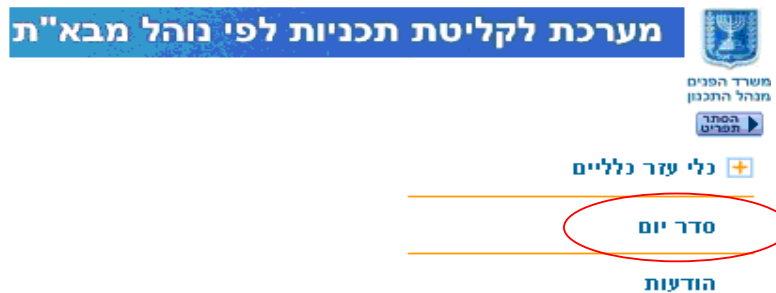 מערכת לקליטת תכניות לפי נוהל מבא"ת
משרד הפנים
מנהל התכנון
הסתר
תפריט
כלי עזר כלליים
סדר יום
הודעות